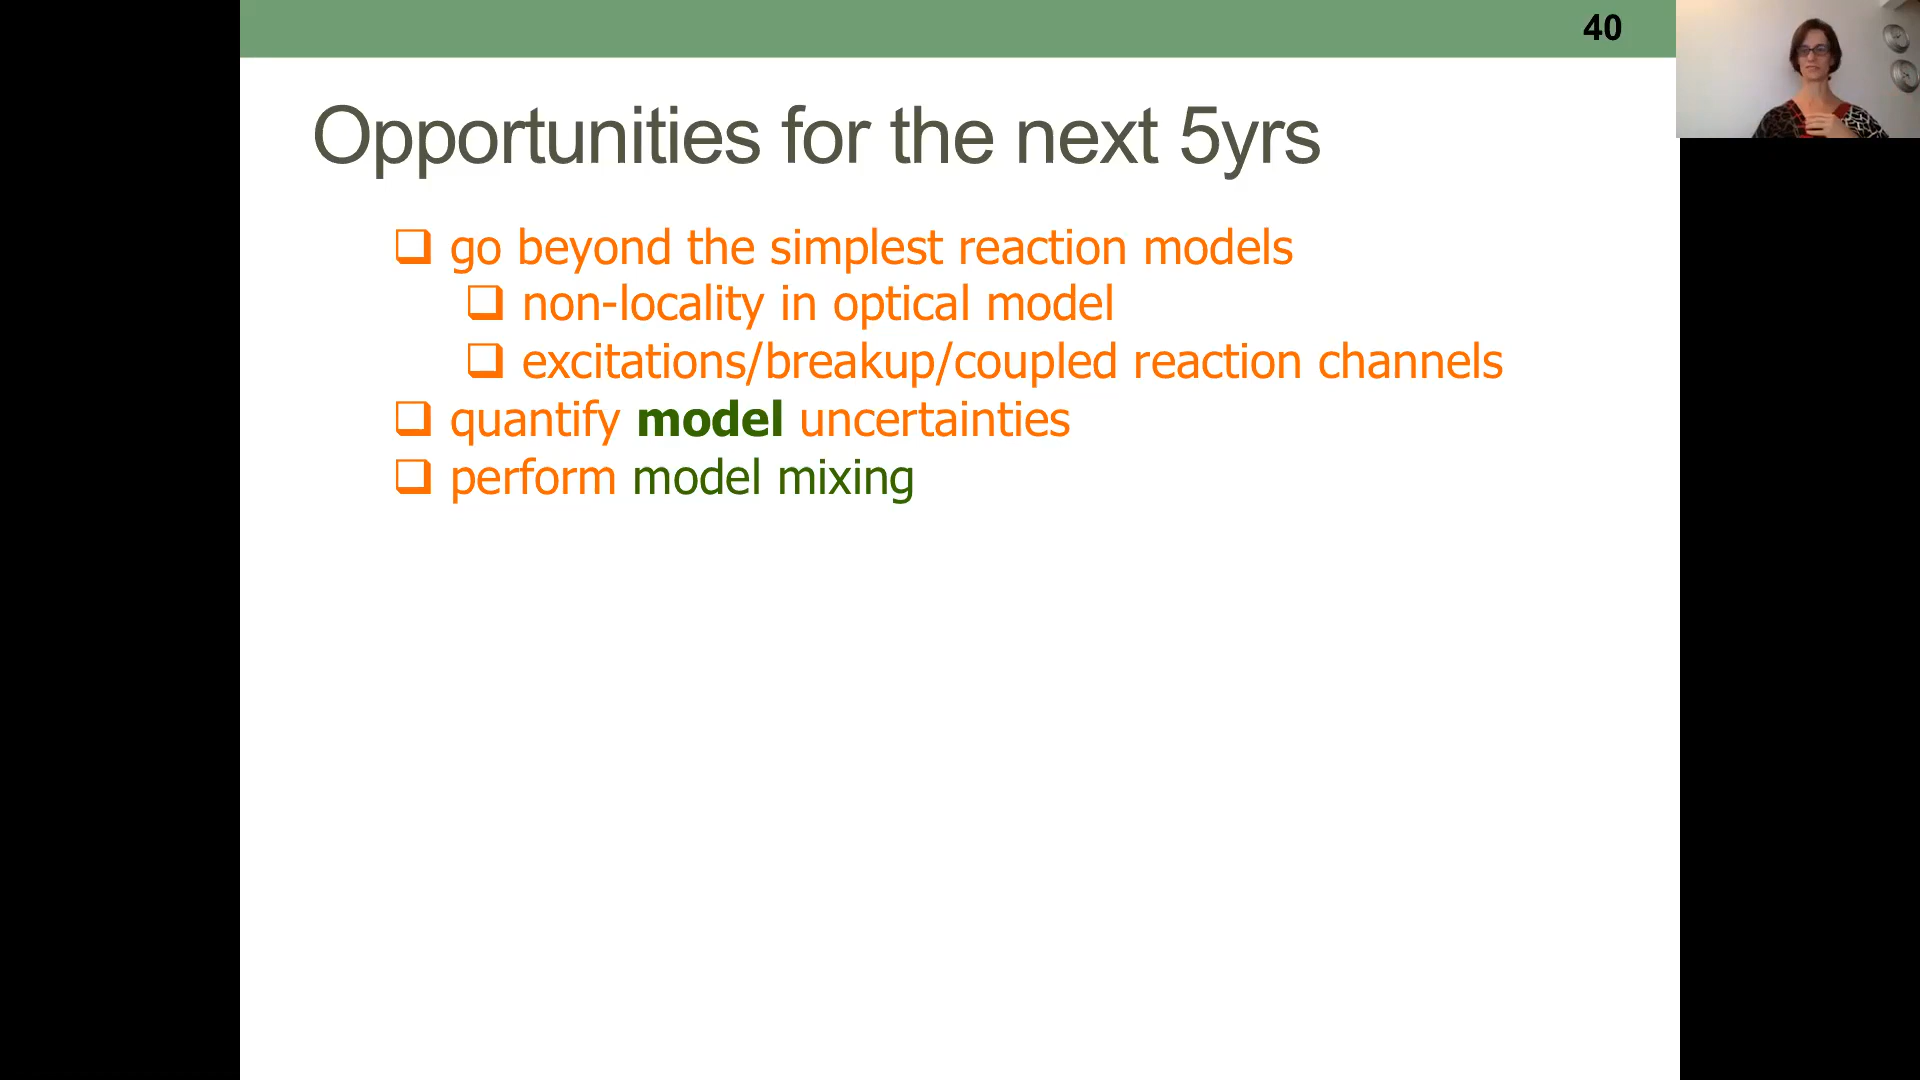 40
Opportunities for the next 5yrs
❑ go beyond the simplest reaction models
❑ non-locality in optical model
❑ excitations/breakup/coupled reaction channels
❑ quantify model uncertainties
❑ perform model mixing